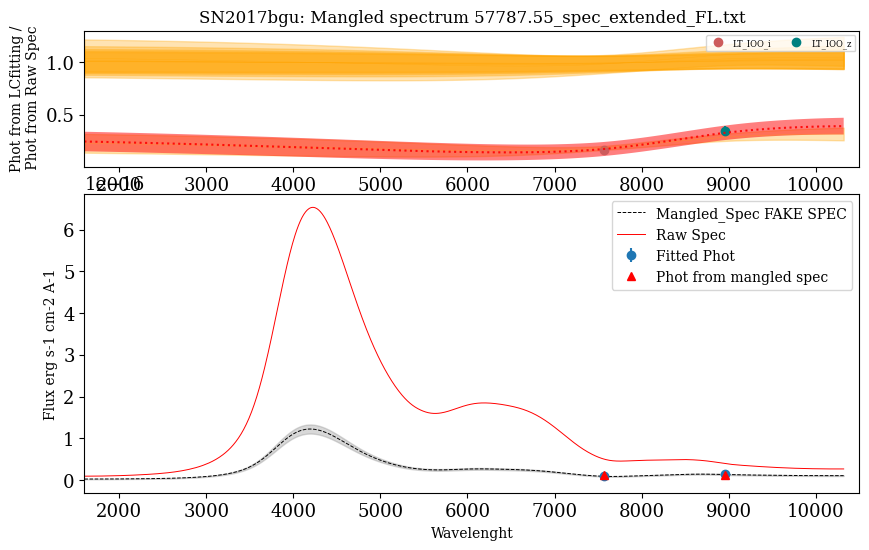 SN2017bgu: Mangled spectrum 57787.55_spec_extended_FL.txt
Phot from LCfitting /
Phot from Raw Spec
1.0
0.5
LT_IOO_i LT_IOO_z
2000 3000 4000 5000 6000 7000 8000 9000 10000
1e−16
Flux erg s-1 cm-2 A-1
6
5
4
3
2
1
0
Mangled_Spec FAKE SPEC
Raw Spec
Fitted Phot
Phot from mangled spec
2000 3000 4000 5000 6000 7000 8000 9000 10000
Wavelenght